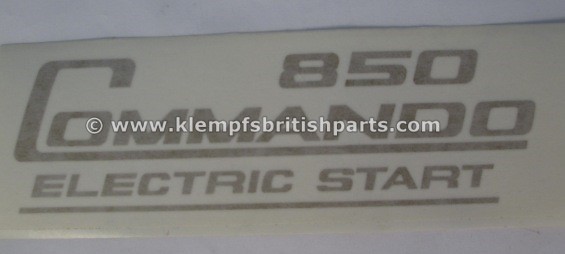 850
COMMANDO
© www.klempfsbritishparts.com
ELECTRIC START